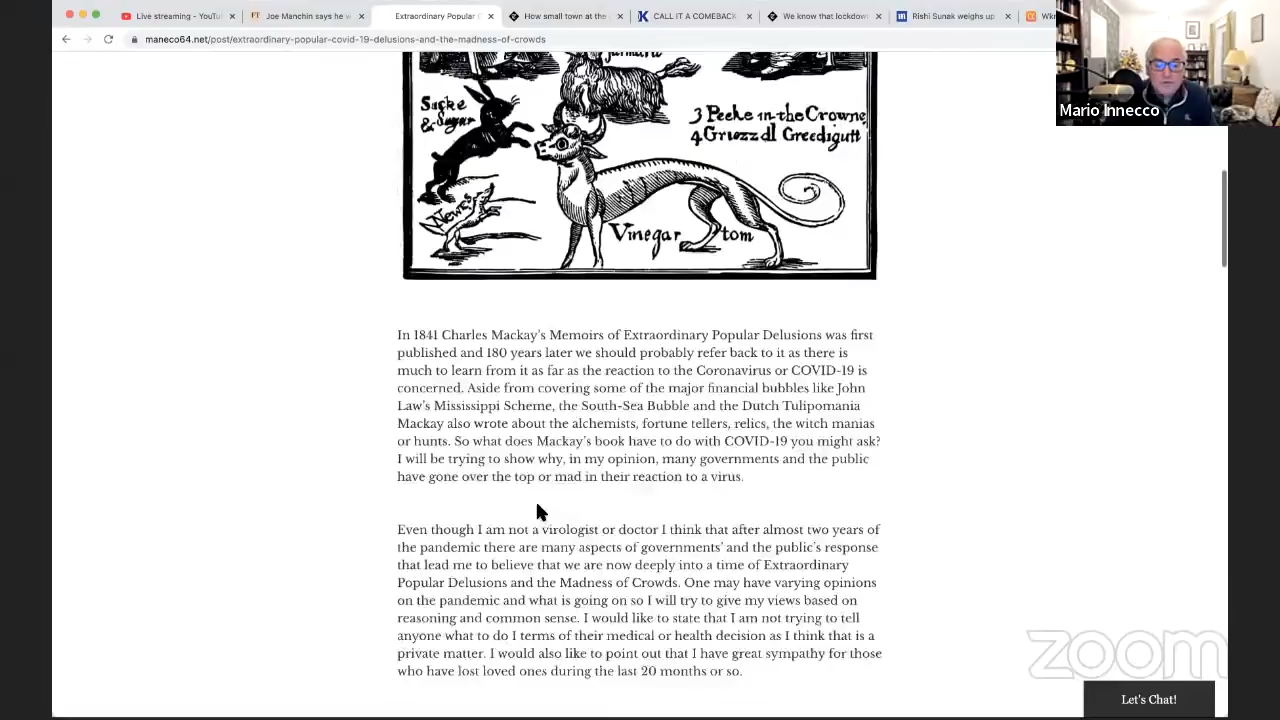 Live streaming - YouTu
Joe Manchin says he w
Extraordinary Popular
How small town at the
CALL IT A COMEBACK
We know that lockdow
Rishi Sunak weighs up
Wkr
maneco64.net/post/extraordinary-popular-covid-19-delusions-and-the-madness-of-crowds
Mario Innecco
Jarmara
Sacke
& Sugar
3 Pecke in the Crowne
4 Griezzell Greedigutt
Newes
Vinegar tom
In 1841 Charles Mackay's Memoirs of Extraordinary Popular Delusions was first
published and 180 years later we should probably refer back to it as there is
much to learn from it as far as the reaction to the Coronavirus or COVID-19 is
concerned. Aside from covering some of the major financial bubbles like John
Law's Mississippi Scheme, the South-Sea Bubble and the Dutch Tulipomania
Mackay also wrote about the alchemists, fortune tellers, relics, the witch manias
or hunts. So what does Mackay's book have to do with COVID-19 you might ask?
I will be trying to show why, in my opinion, many governments and the public
have gone over the top or mad in their reaction to a virus.
Even though I am not a virologist or doctor I think that after almost two years of
the pandemic there are many aspects of governments' and the public's response
that lead me to believe that we are now deeply into a time of Extraordinary
Popular Delusions and the Madness of Crowds. One may have varying opinions
on the pandemic and what is going on so I will try to give my views based on
reasoning and common sense. I would like to state that I am not trying to tell
anyone what to do I terms of their medical or health decision as I think that is a
private matter. I would also like to point out that I have great sympathy for those
who have lost loved ones during the last 20 months or so.
zoom
Let's Chat!